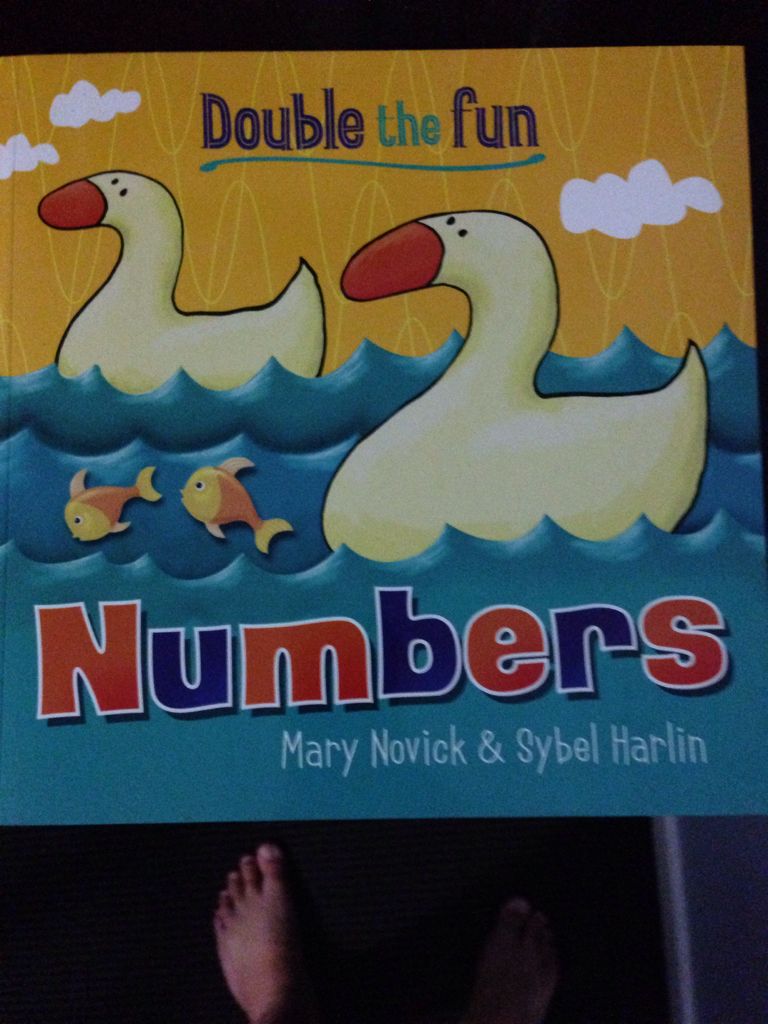 Double the fun
Numbers
Mary Novick & Sybel Harlin